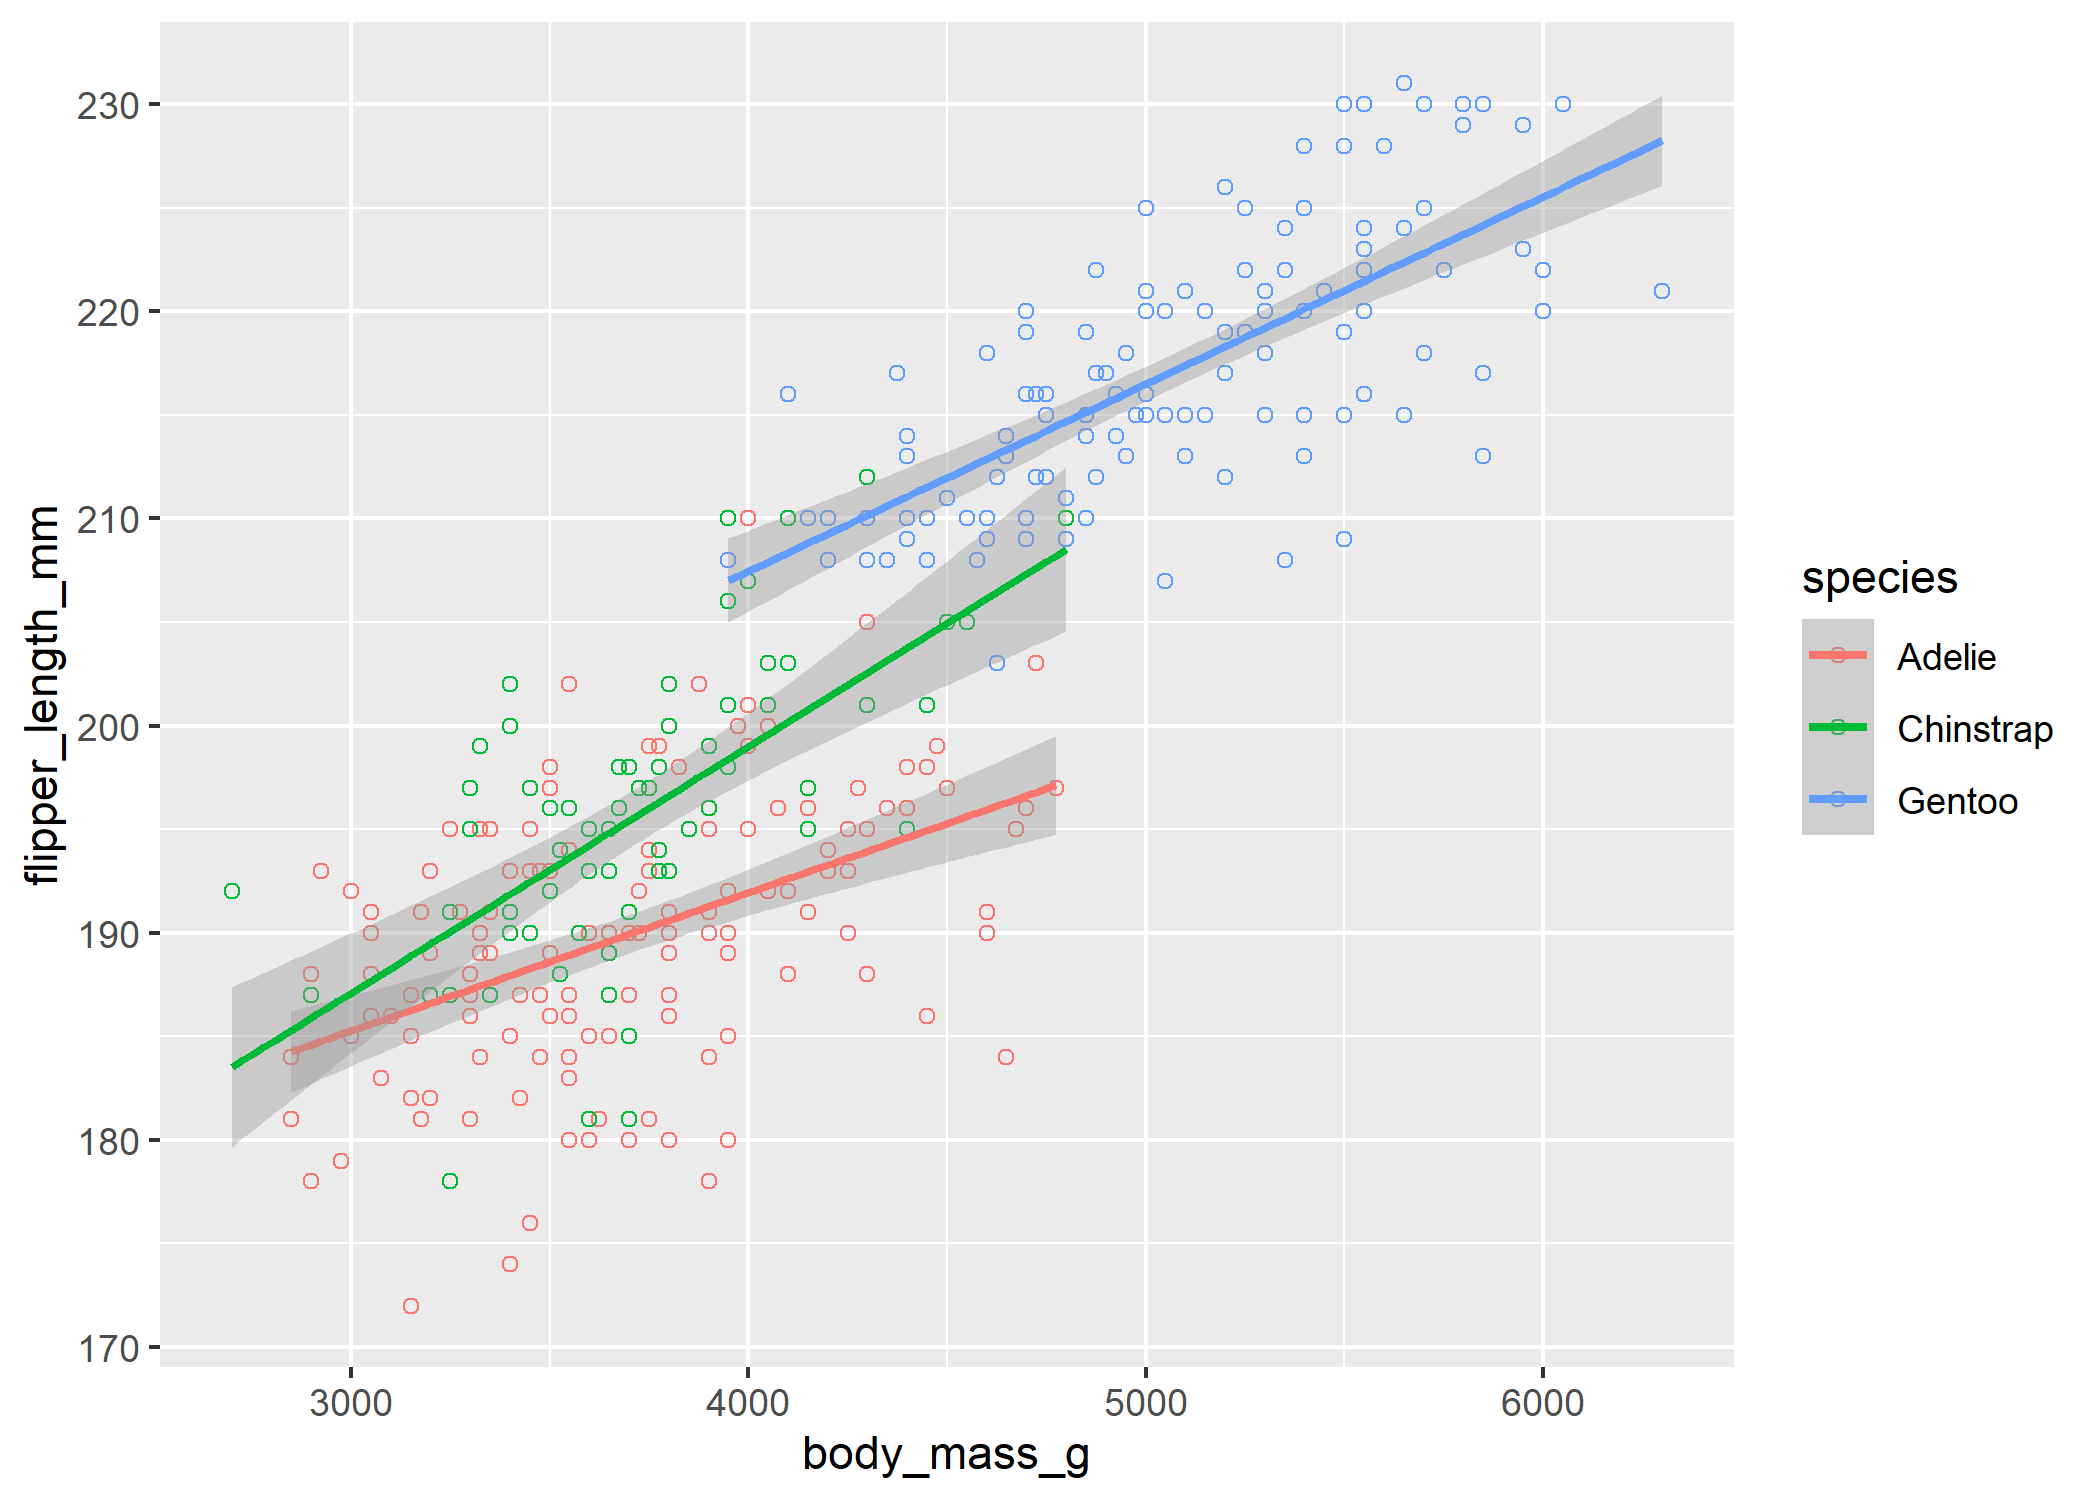 230
220
210
200
190
180
170
flipper_length_mm
3000 4000 5000 6000
body_mass_g
species
Adelie
Chinstrap
Gentoo